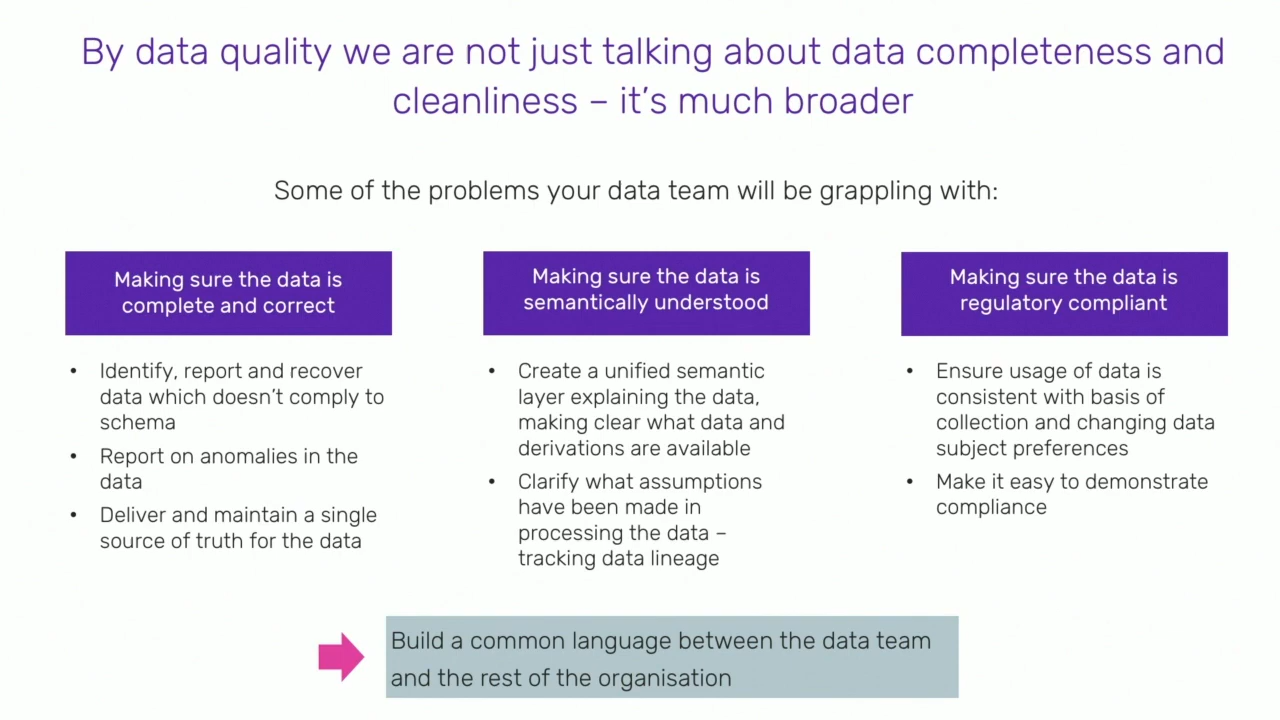 By data quality we are not just talking about data completeness and
cleanliness – it's much broader
Some of the problems your data team will be grappling with:
Making sure the data is
complete and correct
• Identify, report and recover
data which doesn't comply to
schema
• Report on anomalies in the
data
• Deliver and maintain a single
source of truth for the data
Making sure the data is
semantically understood
• Create a unified semantic
layer explaining the data,
making clear what data and
derivations are available
• Clarify what assumptions
have been made in
processing the data –
tracking data lineage
Making sure the data is
regulatory compliant
• Ensure usage of data is
consistent with basis of
collection and changing data
subject preferences
• Make it easy to demonstrate
compliance
Build a common language between the data team
and the rest of the organisation